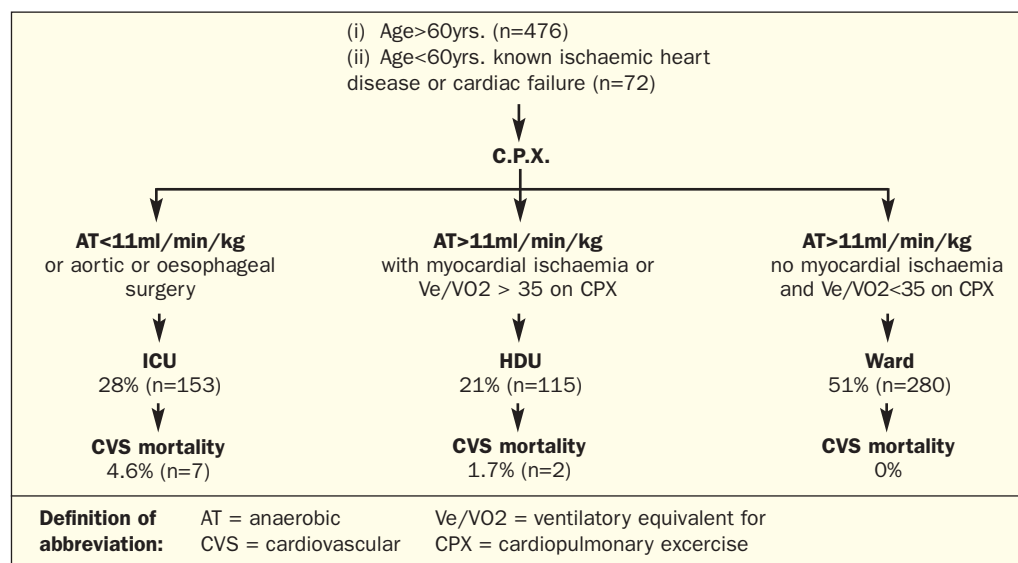 (i) Age>60yrs. (n=476)
(ii) Age<60yrs. known ischaemic heart
disease or cardiac failure (n=72)
C.P.X.
AT<11ml/min/kg
or aortic or oesophageal
surgery
AT>11ml/min/kg
with myocardial ischaemia or
Ve/VO2 > 35 on CPX
AT>11ml/min/kg
no myocardial ischaemia
and Ve/VO2<35 on CPX
ICU
28% (n=153)
HDU
21% (n=115)
Ward
51% (n=280)
CVS mortality
4.6% (n=7)
CVS mortality
1.7% (n=2)
CVS mortality
0%
Definition of
abbreviation:
AT = anaerobic
CVS = cardiovascular
Ve/VO2 = ventilatory equivalent for
CPX = cardiopulmonary excercise